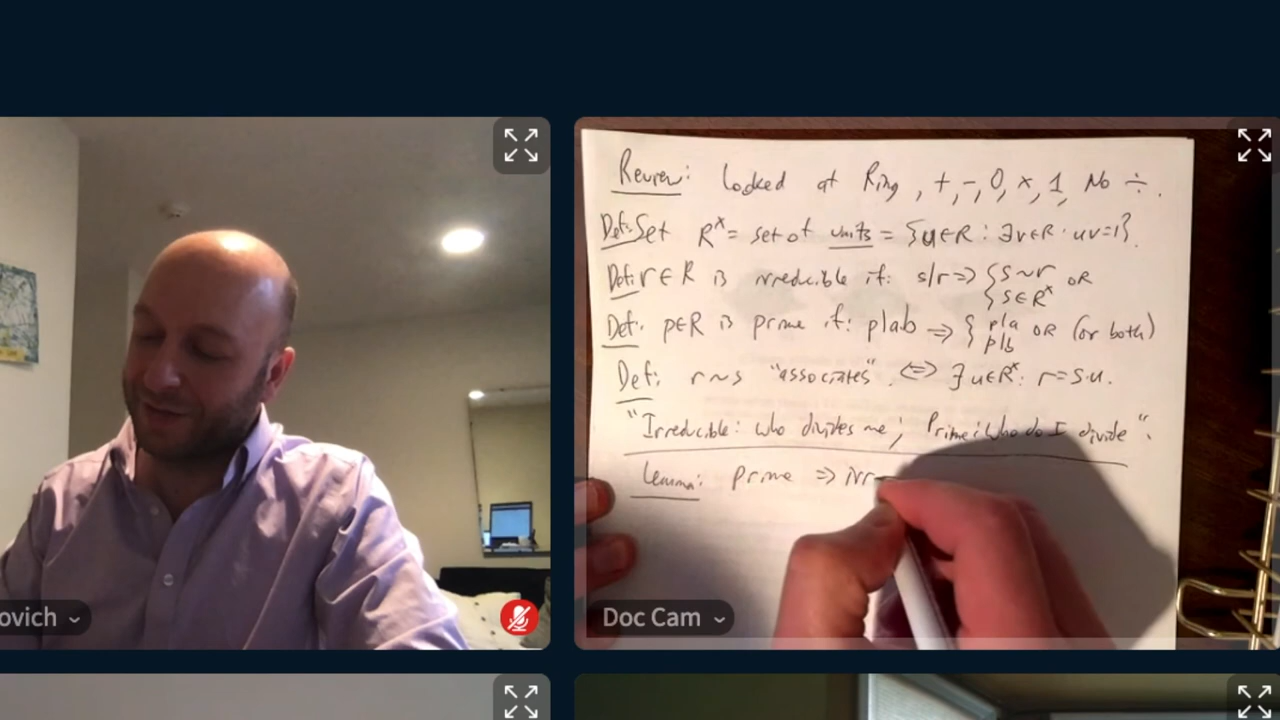 Review: Looked at Ring, +, -, 0, ×, 1, No ÷.
Def: Set R^× = set of units = {u∈R : ∃v∈R · uv=1}.
Def: r∈R is irreducible if: s|r ⇒ { s~r OR
s∈R^×
Def: p∈R is prime if: p|ab ⇒ { p|a OR (or both)
p|b
Def: r~s "associates". ⇔ ∃u∈R^×: r=s·u.
"Irreducible: who divides me; Prime: Who do I divide".
Lemma: prime ⇒ irr
ovich
Doc Cam